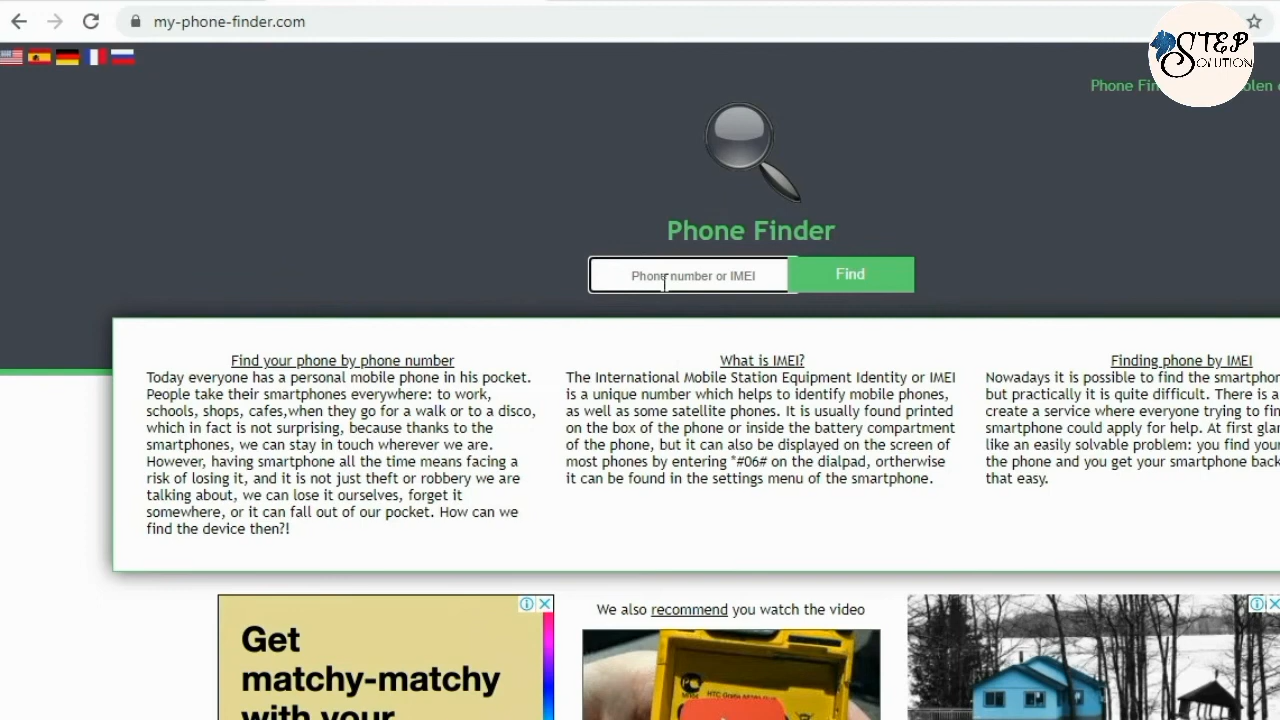 my-phone-finder.com
STEP
SOLUTION
Phone Fin
olen
Phone Finder
Phone number or IMEI
Find
Find your phone by phone number
Today everyone has a personal mobile phone in his pocket.
People take their smartphones everywhere: to work,
schools, shops, cafes,when they go for a walk or to a disco,
which in fact is not surprising, because thanks to the
smartphones, we can stay in touch wherever we are.
However, having smartphone all the time means facing a
risk of losing it, and it is not just theft or robbery we are
talking about, we can lose it ourselves, forget it
somewhere, or it can fall out of our pocket. How can we
find the device then?!
What is IMEI?
The International Mobile Station Equipment Identity or IMEI
is a unique number which helps to identify mobile phones,
as well as some satellite phones. It is usually found printed
on the box of the phone or inside the battery compartment
of the phone, but it can also be displayed on the screen of
most phones by entering *#06# on the dialpad, ortherwise
it can be found in the settings menu of the smartphone.
Finding phone by IMEI
Nowadays it is possible to find the smartphon
but practically it is quite difficult. There is a
create a service where everyone trying to fin
smartphone could apply for help. At first glan
like an easily solvable problem: you find your
the phone and you get your smartphone back
that easy.
Get
matchy-matchy
with your
We also recommend you watch the video